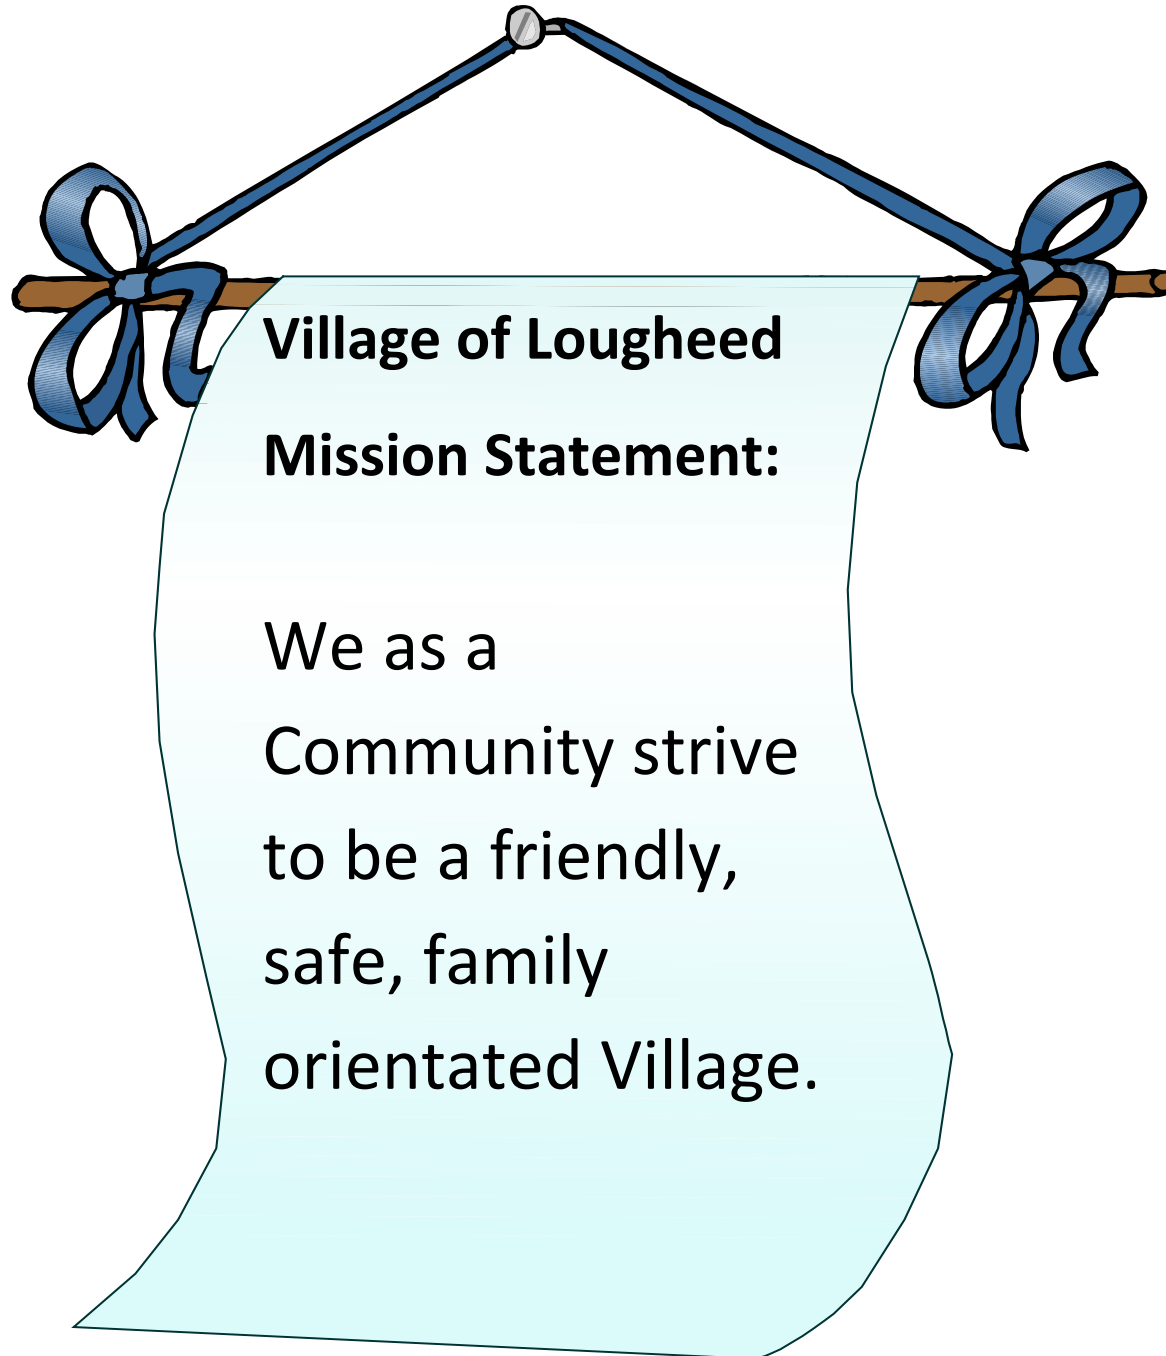 Village of Lougheed
Mission Statement:
We as a
Community strive
to be a friendly,
safe, family
orientated Village.